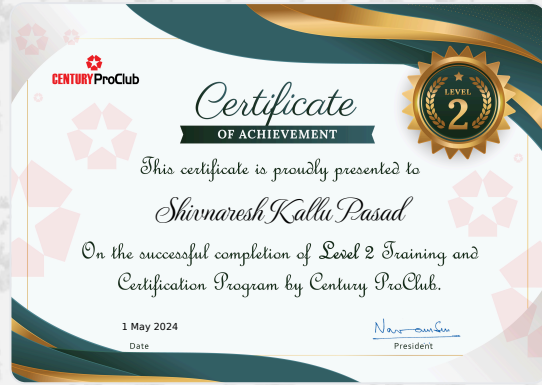 CENTURY ProClub
Certificate
OF ACHIEVEMENT
LEVEL
2
This certificate is proudly presented to
Shivnaresh Kallu Pasad
On the successful completion of Level 2 Training and
Certification Program by Century ProClub.
1 May 2024
Date
President